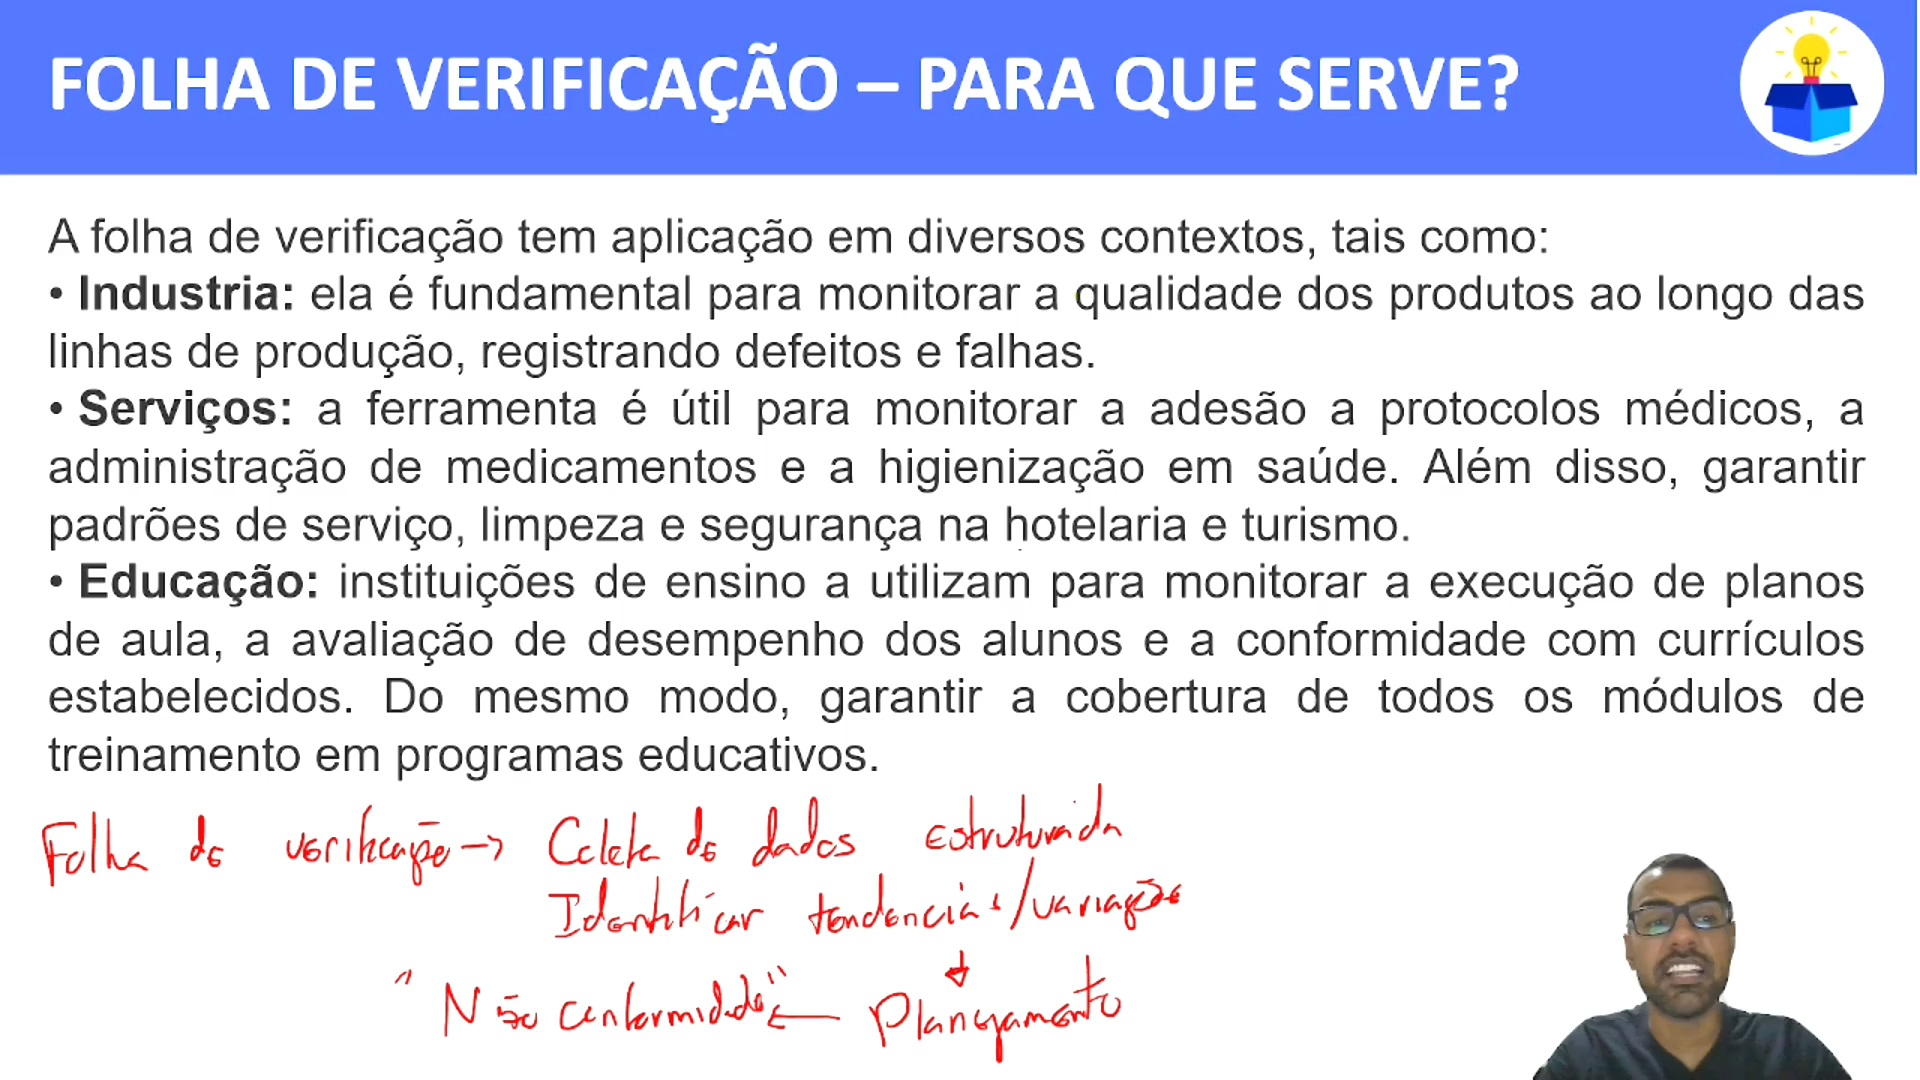 FOLHA DE VERIFICAÇÃO – PARA QUE SERVE?
A folha de verificação tem aplicação em diversos contextos, tais como:
• Industria: ela é fundamental para monitorar a qualidade dos produtos ao longo das
linhas de produção, registrando defeitos e falhas.
• Serviços: a ferramenta é útil para monitorar a adesão a protocolos médicos, a
administração de medicamentos e a higienização em saúde. Além disso, garantir
padrões de serviço, limpeza e segurança na hotelaria e turismo.
• Educação: instituições de ensino a utilizam para monitorar a execução de planos
de aula, a avaliação de desempenho dos alunos e a conformidade com currículos
estabelecidos. Do mesmo modo, garantir a cobertura de todos os módulos de
treinamento em programas educativos.
Folha de verificação → Coleta de dados estruturada
Identificar tendências/variação
↓
"Não conformidade" ← Planejamento